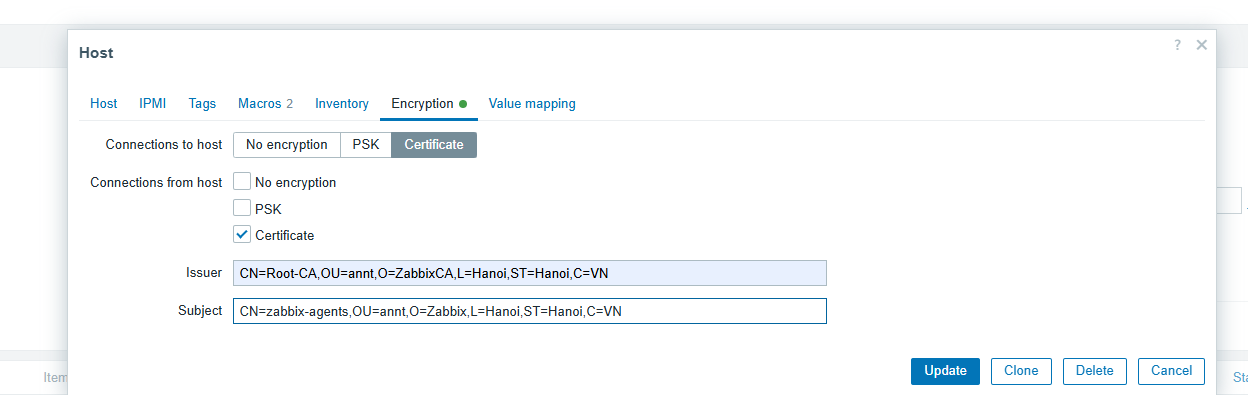 Host
?
Host IPMI Tags Macros 2 Inventory Encryption Value mapping
Connections to host No encryption PSK Certificate
Connections from host No encryption
PSK
Certificate
Issuer CN=Root-CA,OU=annt,O=ZabbixCA,L=Hanoi,ST=Hanoi,C=VN
Subject CN=zabbix-agents,OU=annt,O=Zabbix,L=Hanoi,ST=Hanoi,C=VN
Update Clone Delete Cancel
Item
Sta